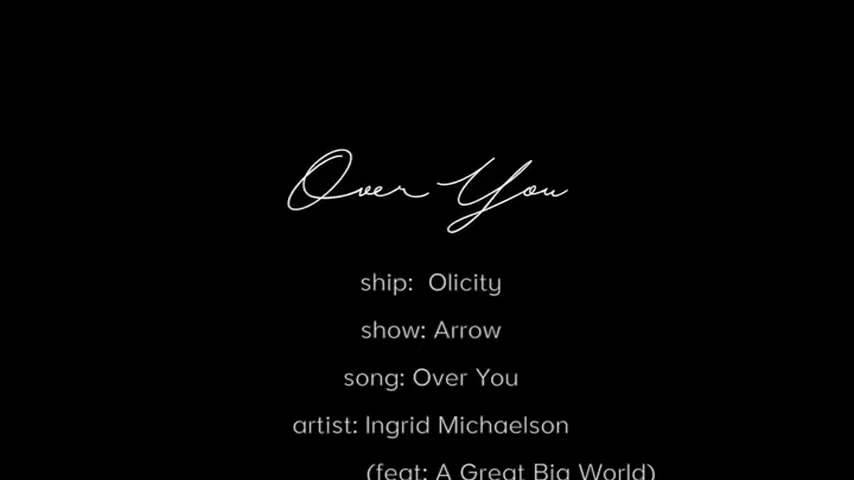 Over You
ship: Olicity
show: Arrow
song: Over You
artist: Ingrid Michaelson
(feat: A Great Big World)